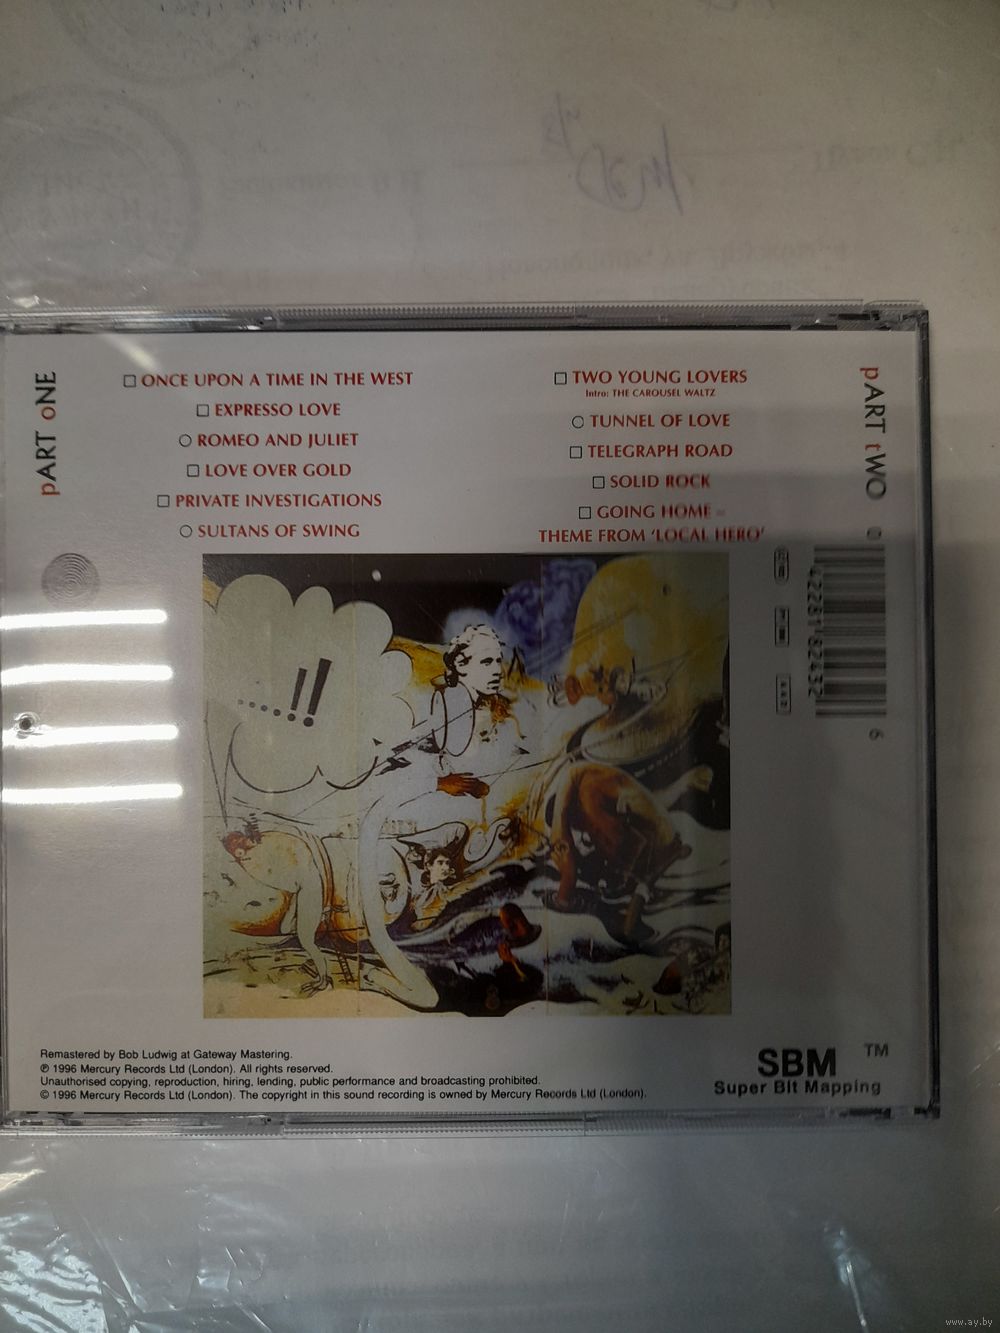 pART oNE
ONCE UPON A TIME IN THE WEST
EXPRESSO LOVE
ROMEO AND JULIET
LOVE OVER GOLD
PRIVATE INVESTIGATIONS
SULTANS OF SWING
pART tWO
TWO YOUNG LOVERS
Intro: THE CAROUSEL WALTZ
TUNNEL OF LOVE
TELEGRAPH ROAD
SOLID ROCK
GOING HOME –
THEME FROM ‘LOCAL HERO’
...!!
Remastered by Bob Ludwig at Gateway Mastering.
℗ 1996 Mercury Records Ltd (London). All rights reserved.
Unauthorised copying, reproduction, hiring, lending, public performance and broadcasting prohibited.
© 1996 Mercury Records Ltd (London). The copyright in this sound recording is owned by Mercury Records Ltd (London).
SBM TM
Super Bit Mapping
www.ay.by